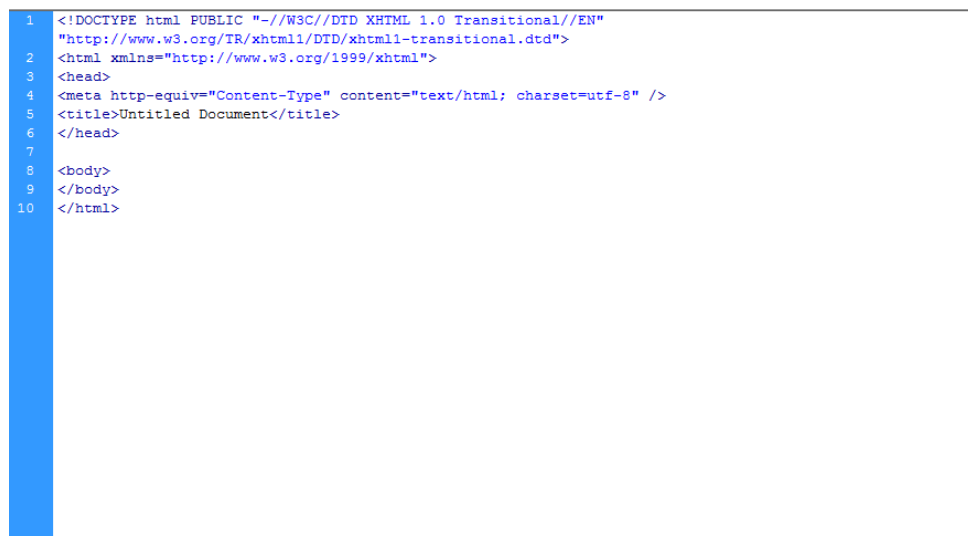 1 <!DOCTYPE html PUBLIC "-//W3C//DTD XHTML 1.0 Transitional//EN"
"http://www.w3.org/TR/xhtml1/DTD/xhtml1-transitional.dtd">
2 <html xmlns="http://www.w3.org/1999/xhtml">
3 <head>
4 <meta http-equiv="Content-Type" content="text/html; charset=utf-8" />
5 <title>Untitled Document</title>
6 </head>
7
8 <body>
9 </body>
10 </html>